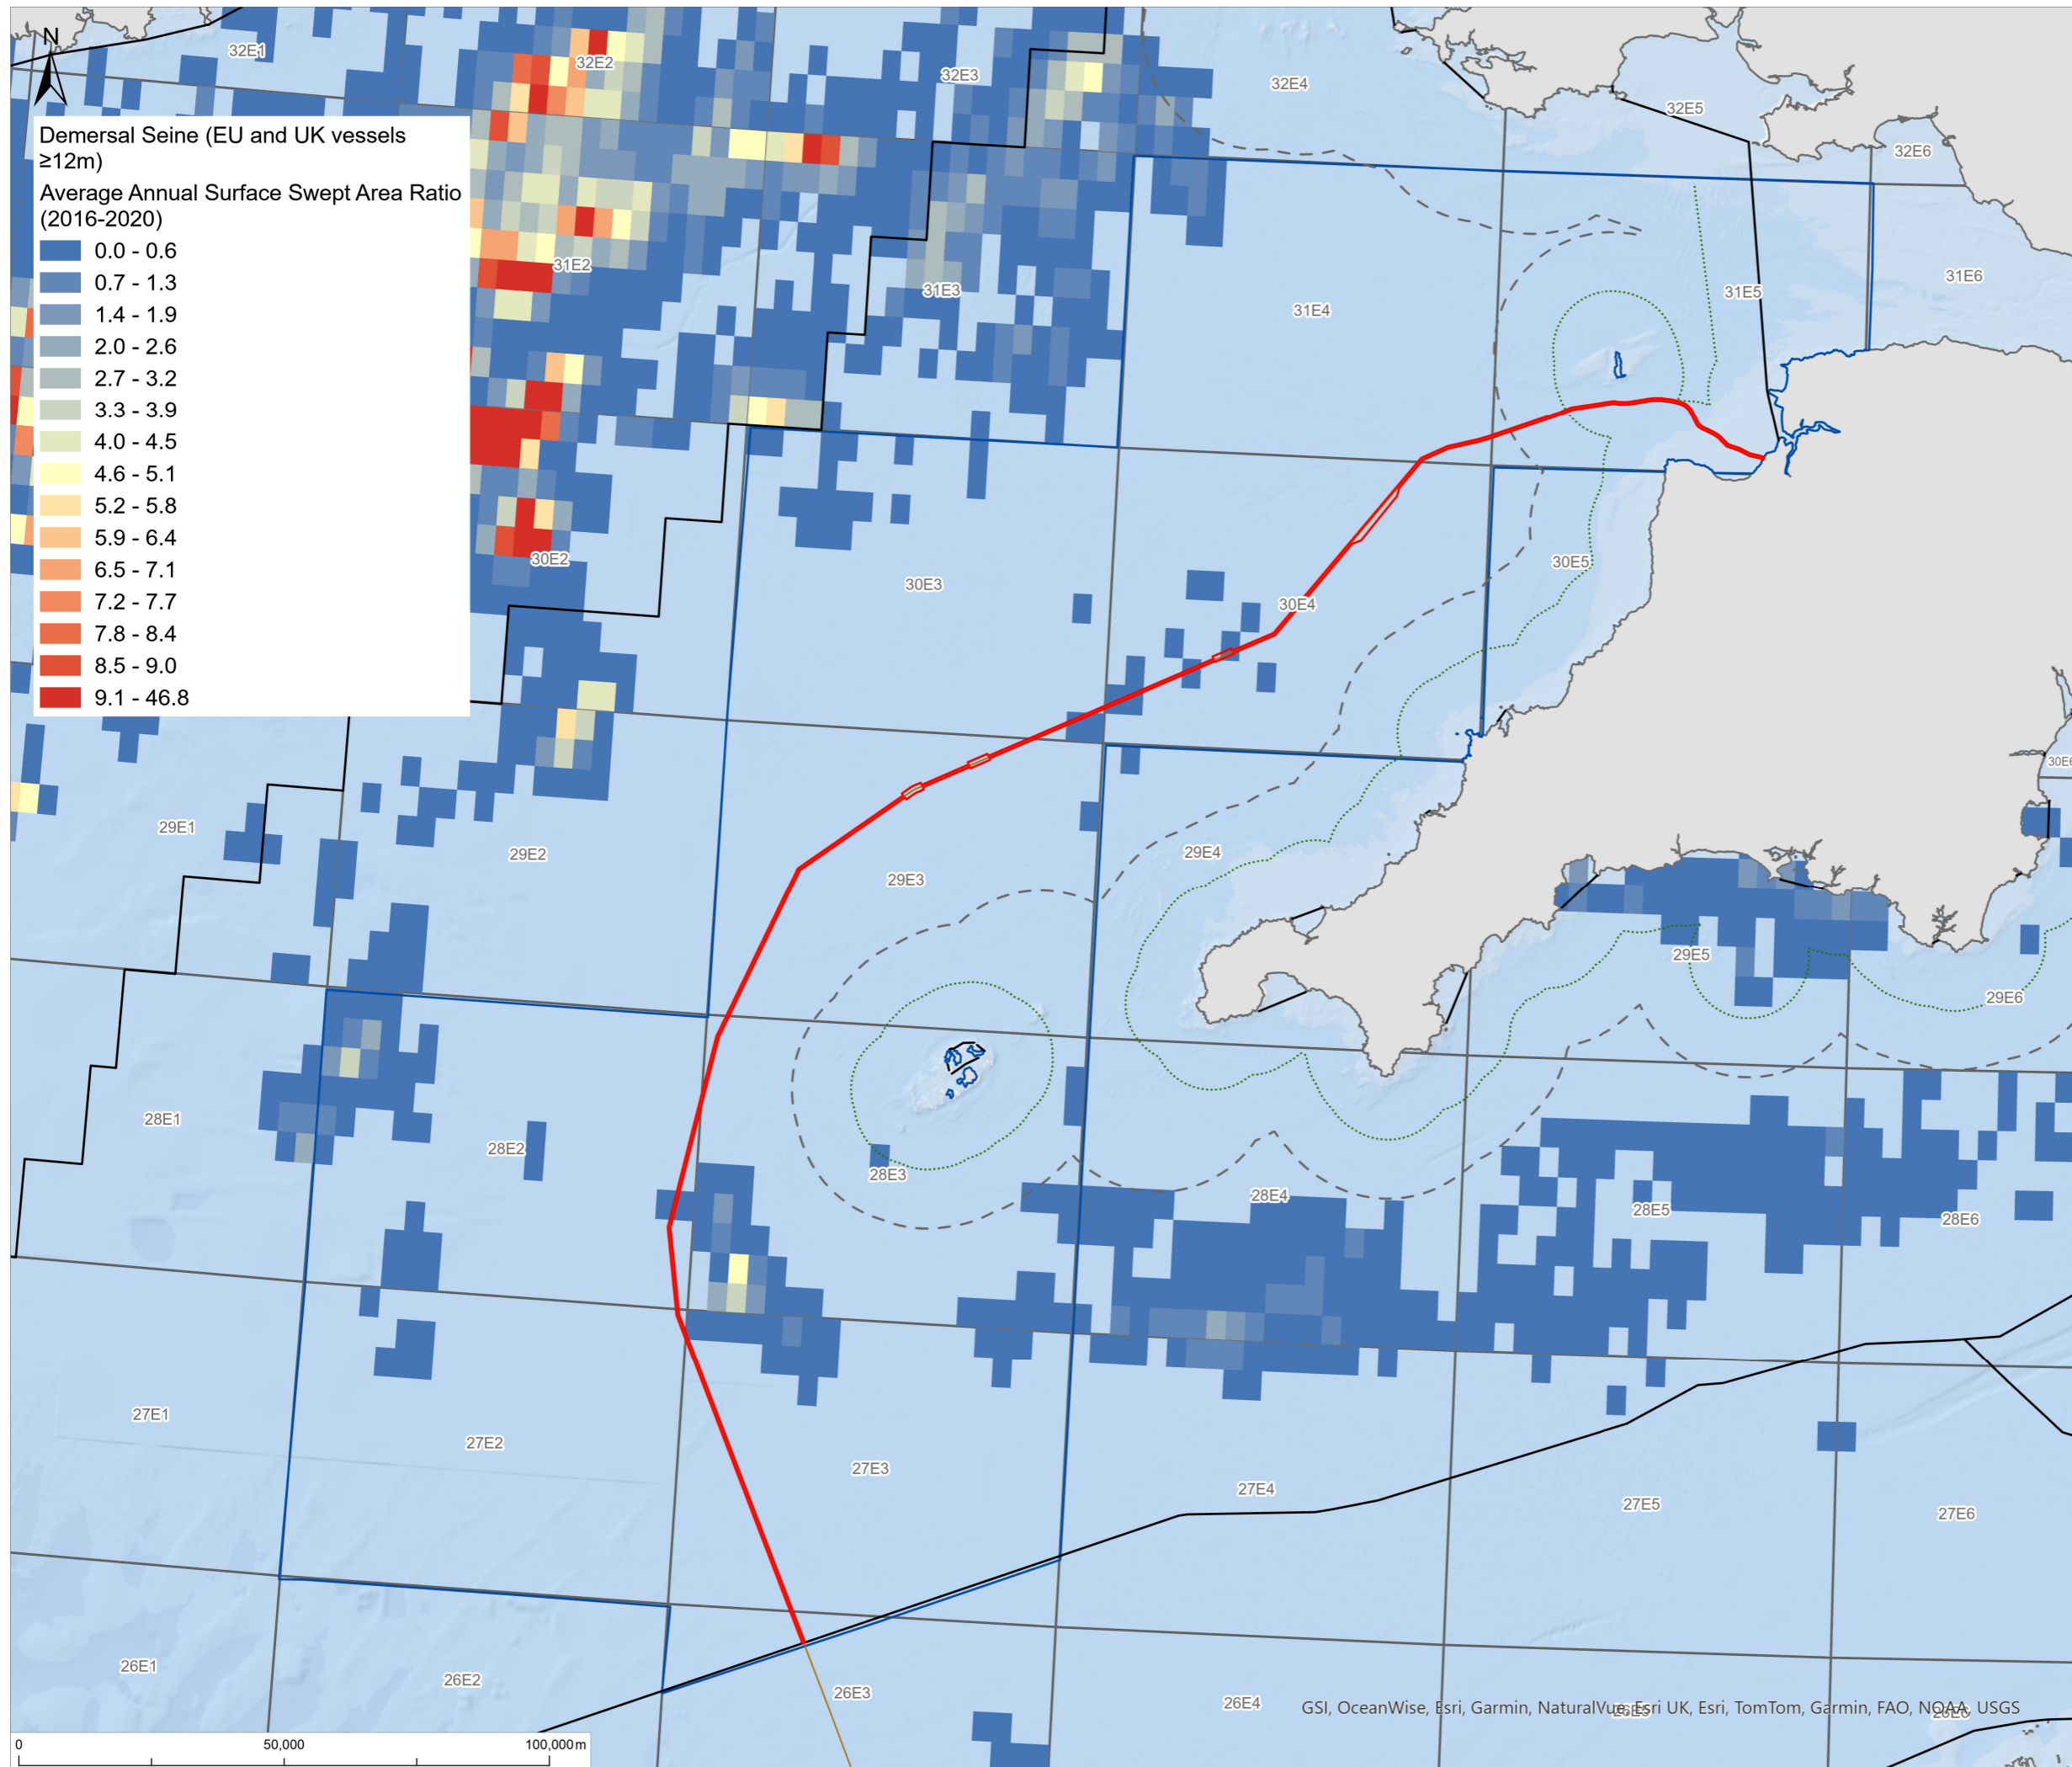 N
32E1
32E2
32E3
32E4
32E5
32E6
Demersal Seine (EU and UK vessels
≥12m)
Average Annual Surface Swept Area Ratio
(2016-2020)
0.0 - 0.6
0.7 - 1.3
1.4 - 1.9
2.0 - 2.6
2.7 - 3.2
3.3 - 3.9
4.0 - 4.5
4.6 - 5.1
5.2 - 5.8
5.9 - 6.4
6.5 - 7.1
7.2 - 7.7
7.8 - 8.4
8.5 - 9.0
9.1 - 46.8
31E2
31E3
31E4
31E5
31E6
30E2
30E3
30E4
30E5
30E6
29E1
29E2
29E3
29E4
29E5
29E6
28E1
28E2
28E3
28E4
28E5
28E6
27E1
27E2
27E3
27E4
27E5
27E6
26E1
26E2
26E3
26E4
26E5
26E6
GSI, OceanWise, Esri, Garmin, NaturalVue, Esri UK, Esri, TomTom, Garmin, FAO, NOAA, USGS
0 50,000 100,000 m